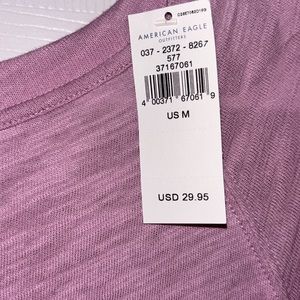 AMERICAN EAGLE
OUTFITTERS
037 - 2372 - 8267
577
37167061
4 00371 67061 9
US M
USD 29.95